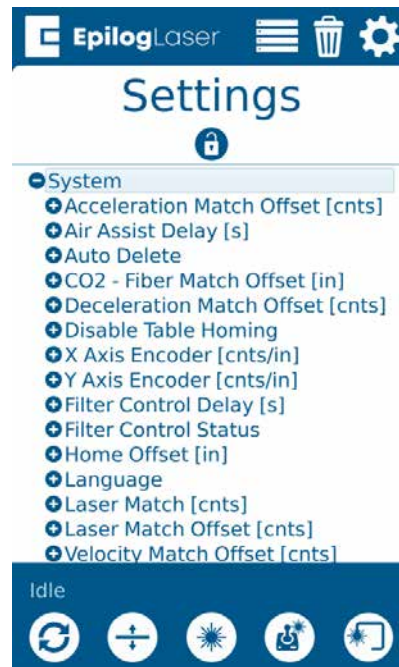 EpilogLaser
Settings
System
Acceleration Match Offset [cnts]
Air Assist Delay [s]
Auto Delete
CO2 - Fiber Match Offset [in]
Deceleration Match Offset [cnts]
Disable Table Homing
X Axis Encoder [cnts/in]
Y Axis Encoder [cnts/in]
Filter Control Delay [s]
Filter Control Status
Home Offset [in]
Language
Laser Match [cnts]
Laser Match Offset [cnts]
Velocity Match Offset [cnts]
Idle